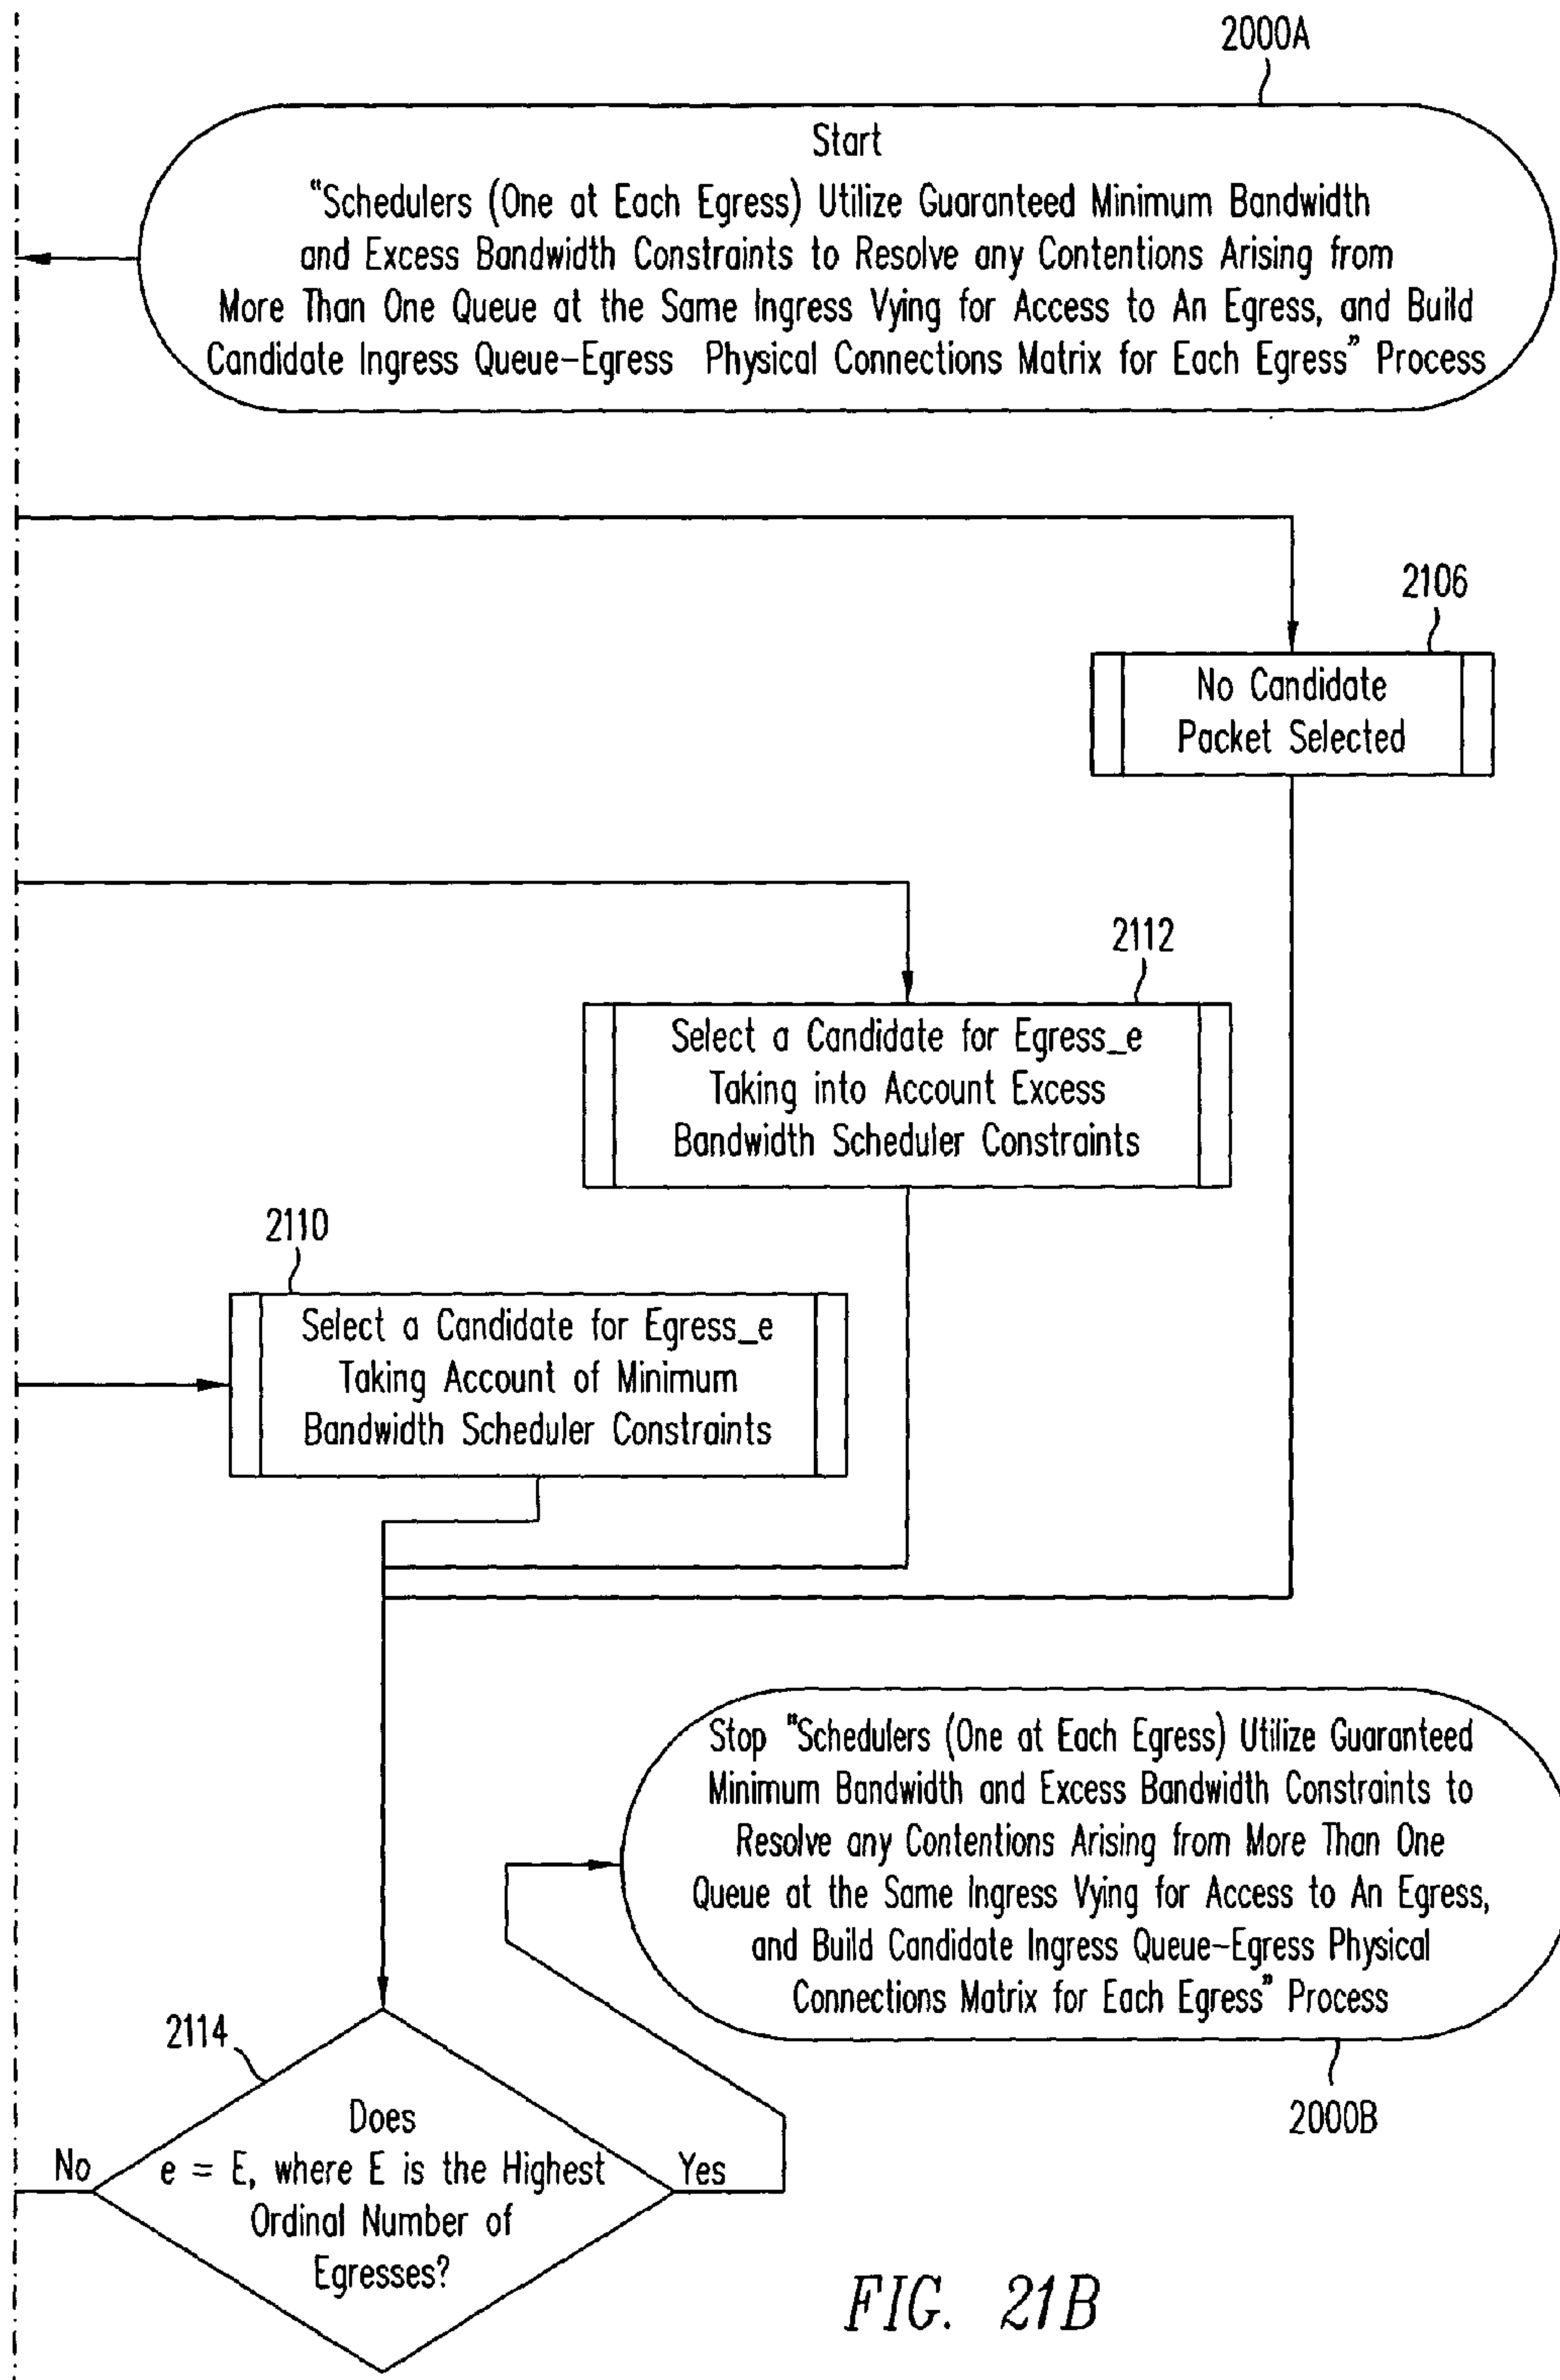 2000A
Start
"Schedulers (One at Each Egress) Utilize Guaranteed Minimum Bandwidth
and Excess Bandwidth Constraints to Resolve any Contentions Arising from
More Than One Queue at the Same Ingress Vying for Access to An Egress, and Build
Candidate Ingress Queue-Egress Physical Connections Matrix for Each Egress" Process
2106
No Candidate
Packet Selected
2112
Select a Candidate for Egress_e
Taking into Account Excess
Bandwidth Scheduler Constraints
2110
Select a Candidate for Egress_e
Taking Account of Minimum
Bandwidth Scheduler Constraints
Stop "Schedulers (One at Each Egress) Utilize Guaranteed
Minimum Bandwidth and Excess Bandwidth Constraints to
Resolve any Contentions Arising from More Than One
Queue at the Same Ingress Vying for Access to An Egress,
and Build Candidate Ingress Queue-Egress Physical
Connections Matrix for Each Egress" Process
2000B
2114
Does
e = E, where E is the Highest
Ordinal Number of
Egresses?
No
Yes
FIG. 21B